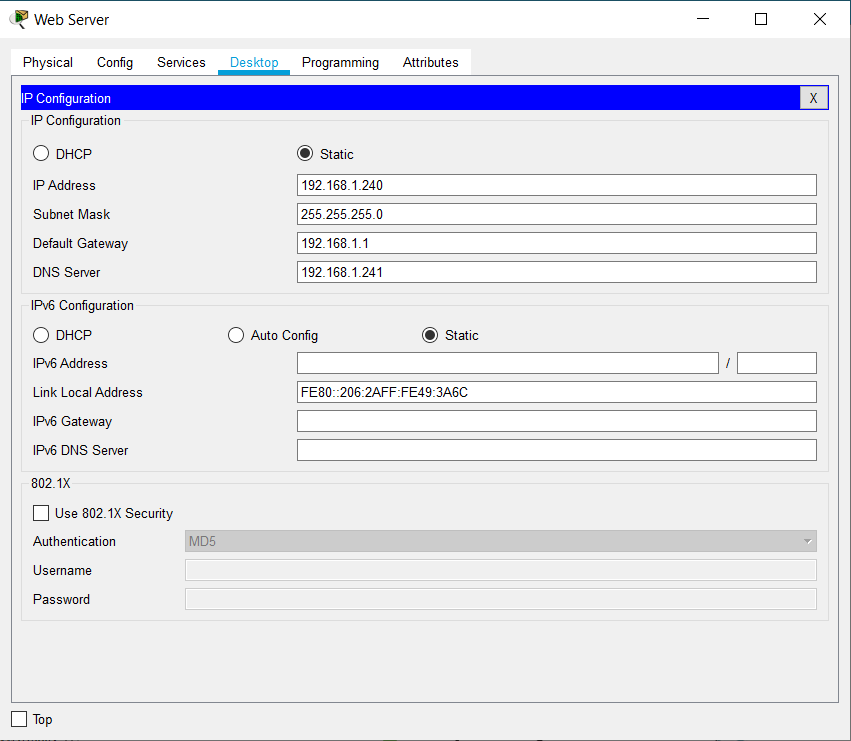 Web Server
Physical Config Services Desktop Programming Attributes
IP Configuration X
IP Configuration
DHCP Static
IP Address 192.168.1.240
Subnet Mask 255.255.255.0
Default Gateway 192.168.1.1
DNS Server 192.168.1.241
IPv6 Configuration
DHCP Auto Config Static
IPv6 Address /
Link Local Address FE80::206:2AFF:FE49:3A6C
IPv6 Gateway
IPv6 DNS Server
802.1X
Use 802.1X Security
Authentication MD5
Username
Password
Top